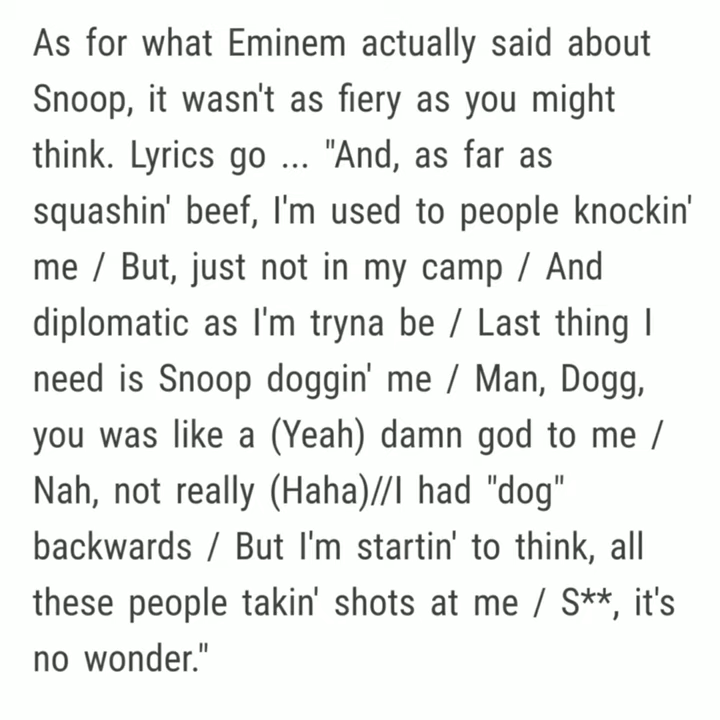 As for what Eminem actually said about
Snoop, it wasn't as fiery as you might
think. Lyrics go ... "And, as far as
squashin' beef, I'm used to people knockin'
me / But, just not in my camp / And
diplomatic as I'm tryna be / Last thing I
need is Snoop doggin' me / Man, Dogg,
you was like a (Yeah) damn god to me /
Nah, not really (Haha)//I had "dog"
backwards / But I'm startin' to think, all
these people takin' shots at me / S**, it's
no wonder."